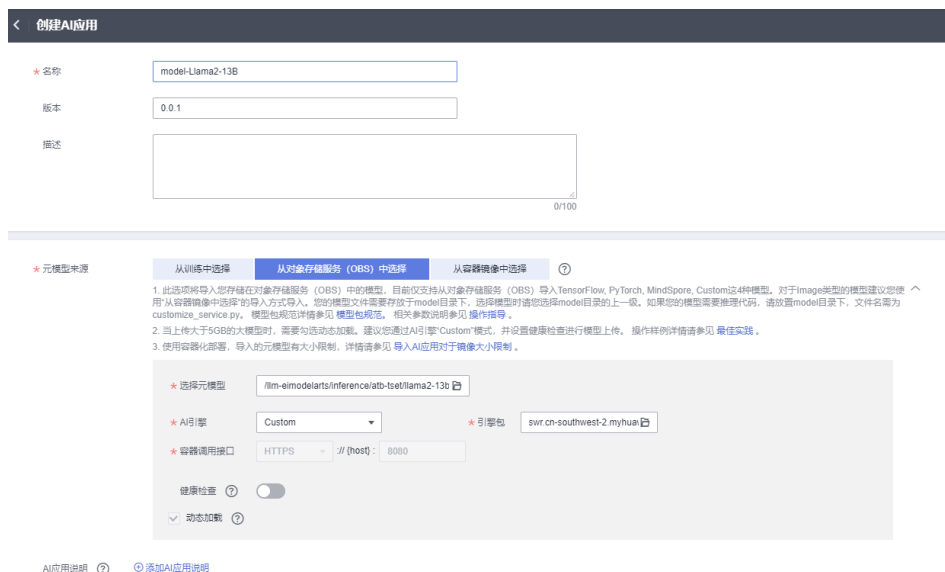 创建AI应用
名称
model-Llama2-13B
版本
0.0.1
描述
0/100
元模型来源
从训练中选择
从对象存储服务（OBS）中选择
从容器镜像中选择
1. 此选项将导入您存储在对象存储服务（OBS）中的模型，目前仅支持从对象存储服务（OBS）导入TensorFlow, PyTorch, MindSpore, Custom这4种模型。对于Image类型的模型建议您使
用“从容器镜像中选择”的导入方式导入。您的模型文件需要存放于model目录下，选择模型时请您选择model目录的上一级。如果您的模型需要推理代码，请放置model目录下，文件名需为
customize_service.py。 模型包规范详情参见 模型包规范。 相关参数说明参见 操作指导 。
2. 当上传大于5GB的大模型时，需要勾选动态加载。建议您通过AI引擎“Custom”模式，并设置健康检查进行模型上传。 操作样例详情请参见 最佳实践 。
3. 使用容器化部署，导入的元模型有大小限制，详情请参见 导入AI应用对于镜像大小限制 。
选择元模型
/llm-eimodelarts/inference/atb-tset/llama2-13b
AI引擎
Custom
引擎包
swr.cn-southwest-2.myhua
容器调用接口
HTTPS
:// {host} :
8080
健康检查
动态加载
AI应用说明
添加AI应用说明